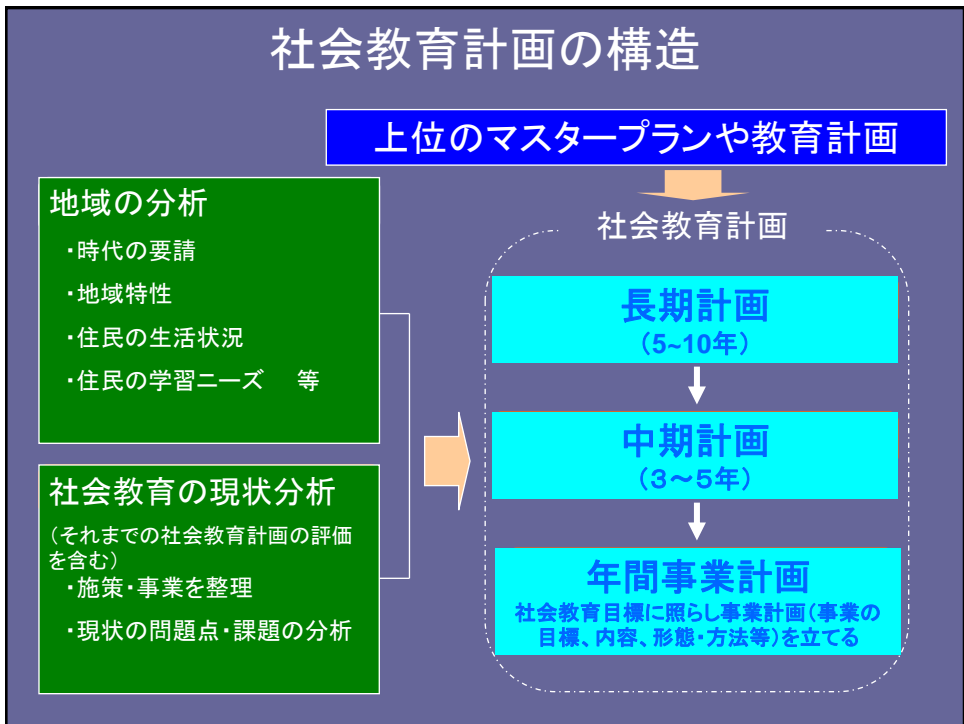 社会教育計画の構造
上位のマスタープランや教育計画
地域の分析
・時代の要請
・地域特性
・住民の生活状況
・住民の学習ニーズ　等
社会教育の現状分析
（それまでの社会教育計画の評価
を含む）
・施策・事業を整理
・現状の問題点・課題の分析
社会教育計画
長期計画
（5~10年）
中期計画
（３～５年）
年間事業計画
社会教育目標に照らし事業計画（事業の
目標、内容、形態・方法等）を立てる